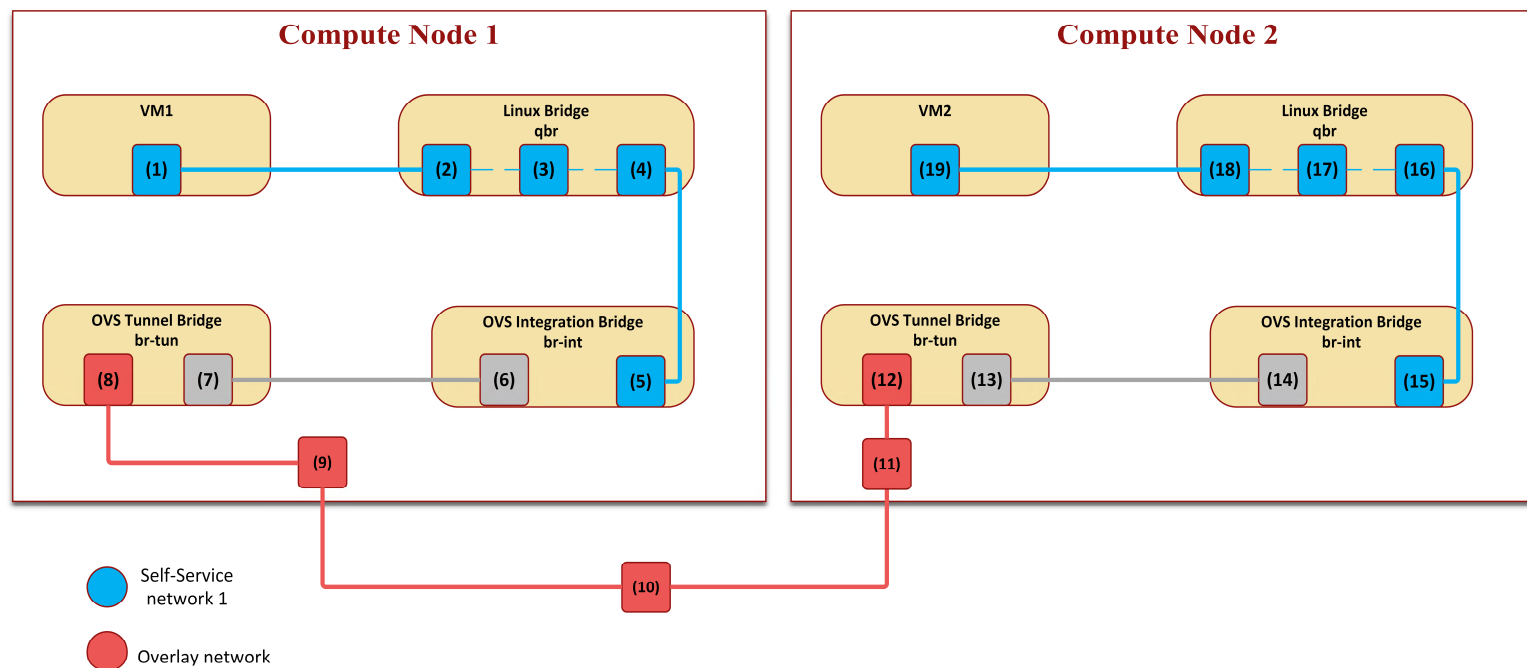 Compute Node 1
VM1
(1)
Linux Bridge
qbr
(2)
(3)
(4)
OVS Tunnel Bridge
br-tun
(8)
(7)
OVS Integration Bridge
br-int
(6)
(5)
(9)
Compute Node 2
VM2
(19)
Linux Bridge
qbr
(18)
(17)
(16)
OVS Tunnel Bridge
br-tun
(12)
(13)
OVS Integration Bridge
br-int
(14)
(15)
(11)
(10)
Self-Service
network 1
Overlay network